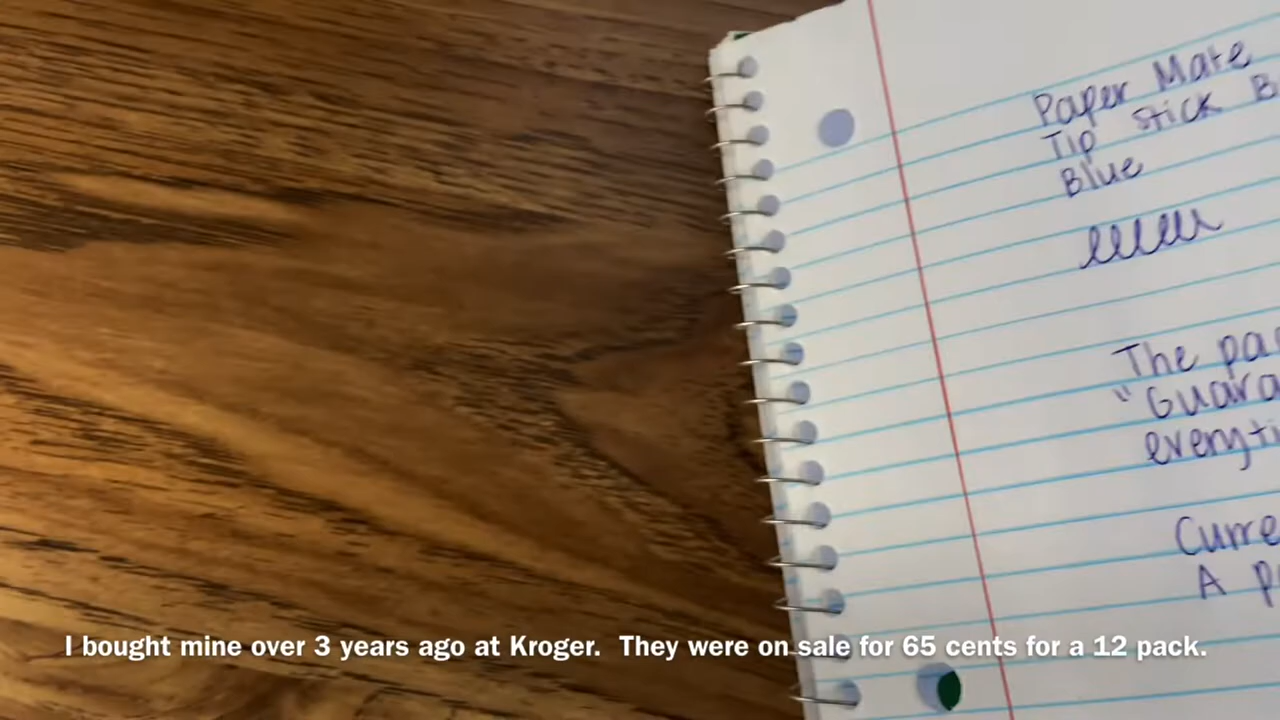 Paper Mate
Tip Stick B
Blue
The pa
"Guara
everyti
Curre
A p
I bought mine over 3 years ago at Kroger. They were on sale for 65 cents for a 12 pack.